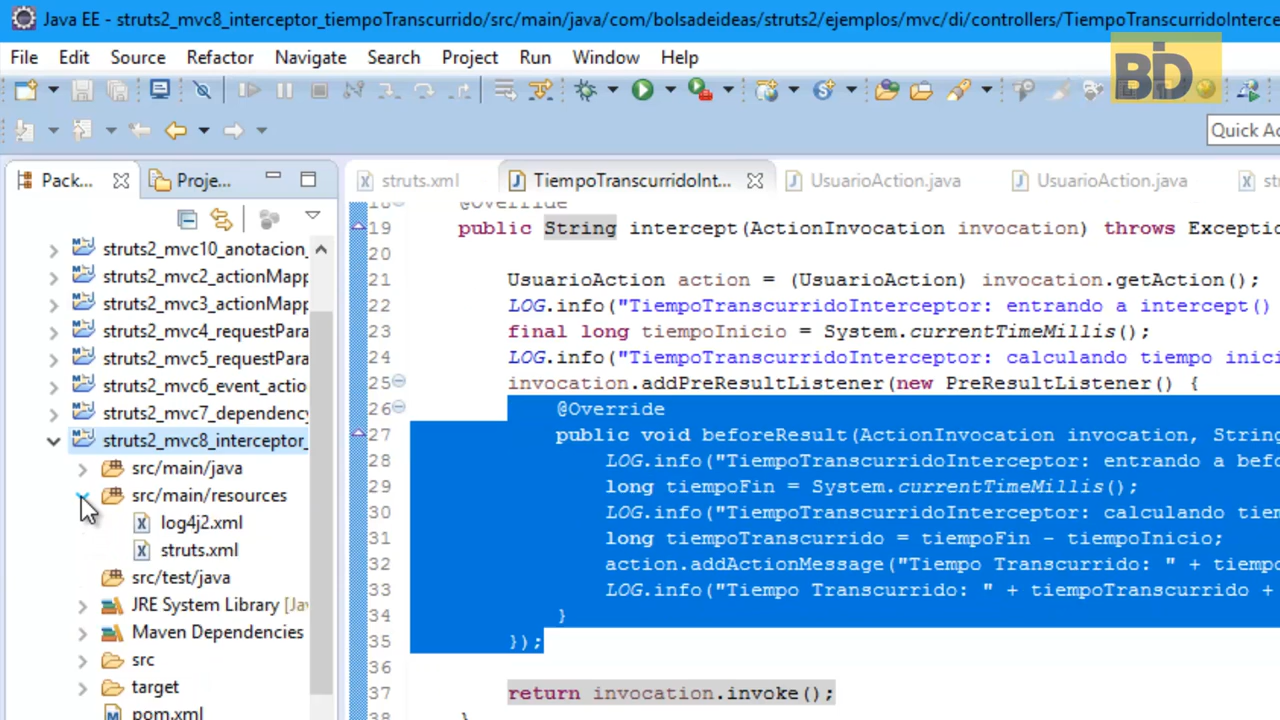 Java EE - struts2_mvc8_interceptor_tiempoTranscurrido/src/main/java/com/bolsadeideas/struts2/ejemplos/mvc/di/controllers/TiempoTranscurridoInterce
File Edit Source Refactor Navigate Search Project Run Window Help
BID
Quick Ac
Pack... Proje... struts.xml TiempoTranscurridoInt... UsuarioAction.java UsuarioAction.java st
struts2_mvc10_anotacion_
struts2_mvc2_actionMapp
struts2_mvc3_actionMapp
struts2_mvc4_requestPara
struts2_mvc5_requestPara
struts2_mvc6_event_actio
struts2_mvc7_dependency
struts2_mvc8_interceptor_
src/main/java
src/main/resources
log4j2.xml
struts.xml
src/test/java
JRE System Library [Jav
Maven Dependencies
src
target
pom.xml
18 @Override
19 public String intercept(ActionInvocation invocation) throws Exceptio
20
21 UsuarioAction action = (UsuarioAction) invocation.getAction();
22 LOG.info("TiempoTranscurridoInterceptor: entrando a intercept()
23 final long tiempoInicio = System.currentTimeMillis();
24 LOG.info("TiempoTranscurridoInterceptor: calculando tiempo inici
25 invocation.addPreResultListener(new PreResultListener() {
26 @Override
27 public void beforeResult(ActionInvocation invocation, String
28 LOG.info("TiempoTranscurridoInterceptor: entrando a befo
29 long tiempoFin = System.currentTimeMillis();
30 LOG.info("TiempoTranscurridoInterceptor: calculando tiem
31 long tiempoTranscurrido = tiempoFin - tiempoInicio;
32 action.addActionMessage("Tiempo Transcurrido: " + tiempo
33 LOG.info("Tiempo Transcurrido: " + tiempoTranscurrido +
34 }
35 });
36
37 return invocation.invoke();
38 }